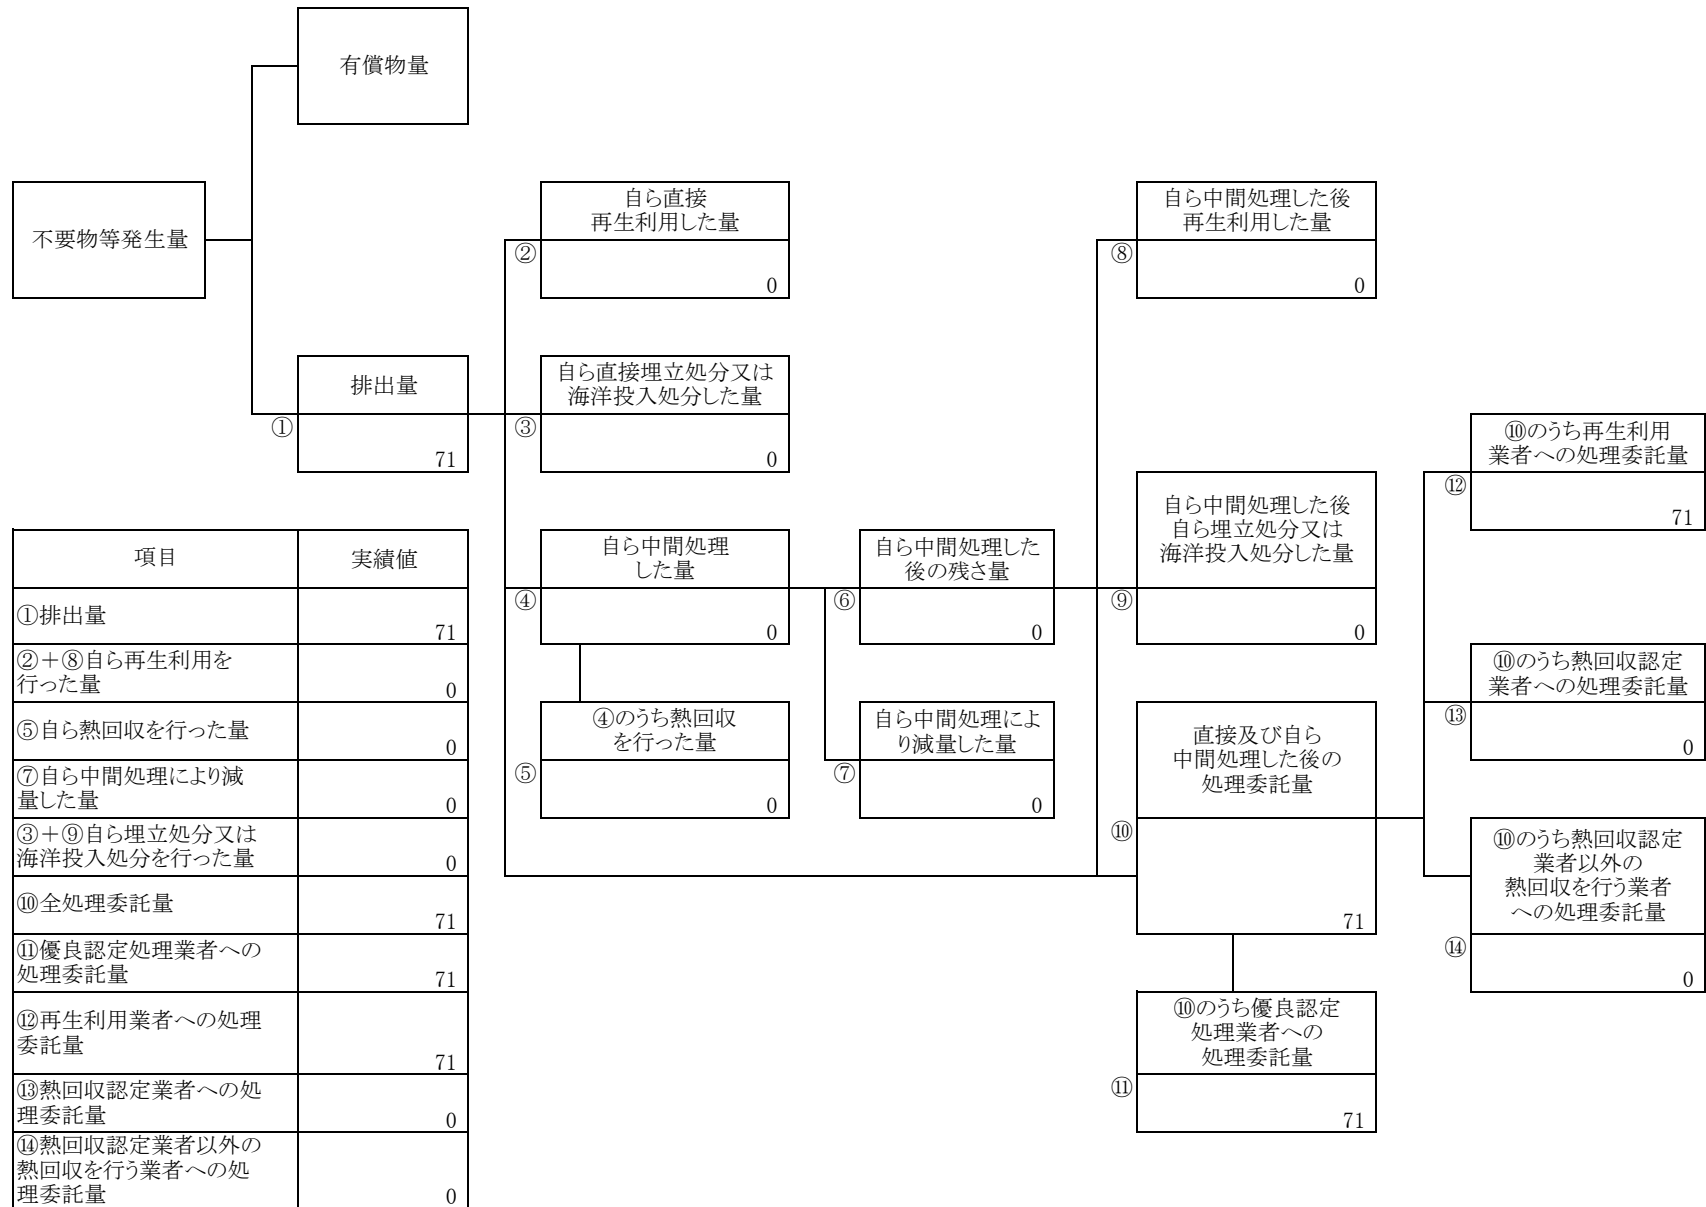 有償物量
不要物等発生量
自ら直接
再生利用した量
②
0
自ら中間処理した後
再生利用した量
⑧
0
排出量
①
71
自ら直接埋立処分又は
海洋投入処分した量
③
0
⑩のうち再生利用
業者への処理委託量
⑫
71
自ら中間処理
した量
④
0
自ら中間処理した
後の残さ量
⑥
0
自ら中間処理した後
自ら埋立処分又は
海洋投入処分した量
⑨
0
⑩のうち熱回収認定
業者への処理委託量
⑬
0
④のうち熱回収
を行った量
⑤
0
自ら中間処理によ
り減量した量
⑦
0
直接及び自ら
中間処理した後の
処理委託量
⑩
71
⑩のうち熱回収認定
業者以外の
熱回収を行う業者
への処理委託量
⑭
0
⑩のうち優良認定
処理業者への
処理委託量
⑪
71
項目 実績値
①排出量
71
②+⑧自ら再生利用を
行った量
0
⑤自ら熱回収を行った量
0
⑦自ら中間処理により減
量した量
0
③+⑨自ら埋立処分又は
海洋投入処分を行った量
0
⑩全処理委託量
71
⑪優良認定処理業者への
処理委託量
71
⑫再生利用業者への処理
委託量
71
⑬熱回収認定業者への処
理委託量
0
⑭熱回収認定業者以外の
熱回収を行う業者への処
理委託量
0